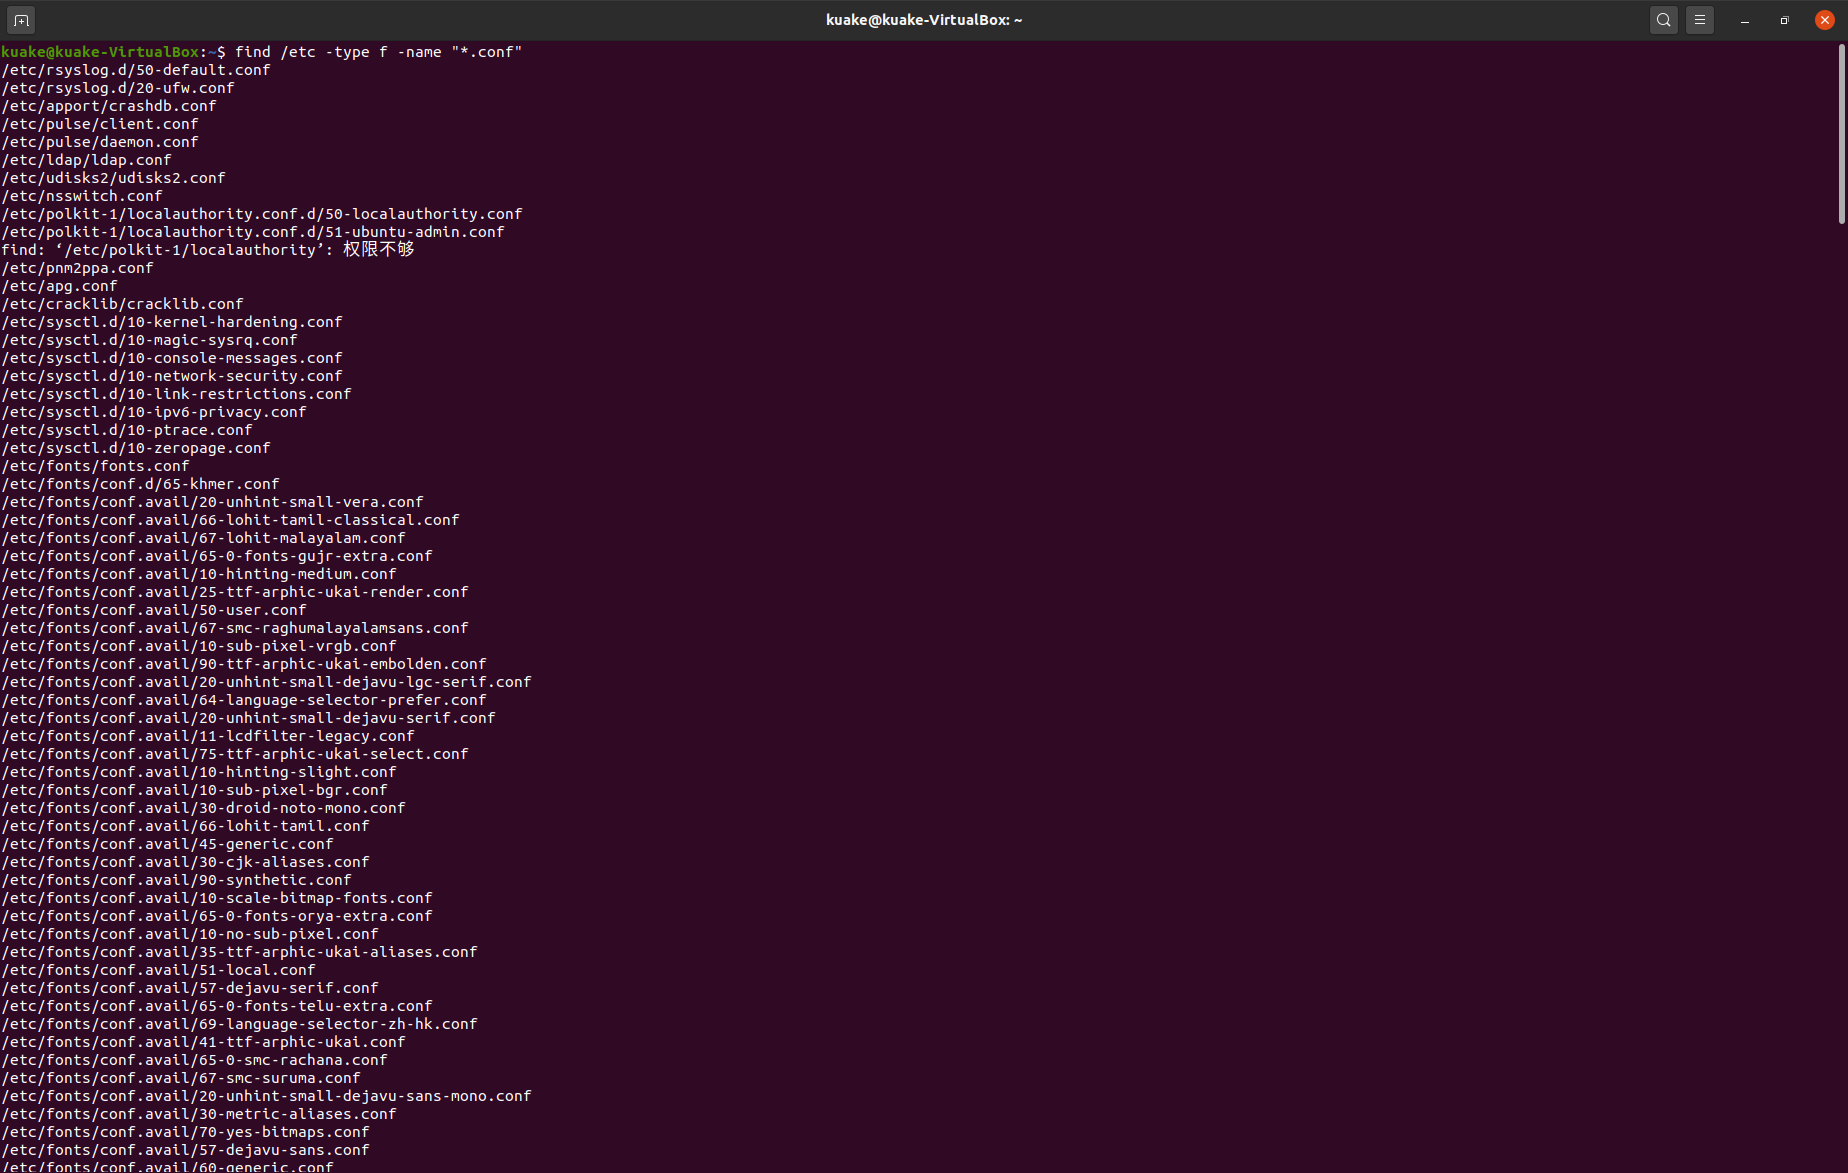 kuake@kuake-VirtualBox: ~
kuake@kuake-VirtualBox:~$ find /etc -type f -name "*.conf"
/etc/rsyslog.d/50-default.conf
/etc/rsyslog.d/20-ufw.conf
/etc/apport/crashdb.conf
/etc/pulse/client.conf
/etc/pulse/daemon.conf
/etc/ldap/ldap.conf
/etc/udisks2/udisks2.conf
/etc/nsswitch.conf
/etc/polkit-1/localauthority.conf.d/50-localauthority.conf
/etc/polkit-1/localauthority.conf.d/51-ubuntu-admin.conf
find: ‘/etc/polkit-1/localauthority’: 权限不够
/etc/pnm2ppa.conf
/etc/apg.conf
/etc/cracklib/cracklib.conf
/etc/sysctl.d/10-kernel-hardening.conf
/etc/sysctl.d/10-magic-sysrq.conf
/etc/sysctl.d/10-console-messages.conf
/etc/sysctl.d/10-network-security.conf
/etc/sysctl.d/10-link-restrictions.conf
/etc/sysctl.d/10-ipv6-privacy.conf
/etc/sysctl.d/10-ptrace.conf
/etc/sysctl.d/10-zeropage.conf
/etc/fonts/fonts.conf
/etc/fonts/conf.d/65-khmer.conf
/etc/fonts/conf.avail/20-unhint-small-vera.conf
/etc/fonts/conf.avail/66-lohit-tamil-classical.conf
/etc/fonts/conf.avail/67-lohit-malayalam.conf
/etc/fonts/conf.avail/65-0-fonts-gujr-extra.conf
/etc/fonts/conf.avail/10-hinting-medium.conf
/etc/fonts/conf.avail/25-ttf-arphic-ukai-render.conf
/etc/fonts/conf.avail/50-user.conf
/etc/fonts/conf.avail/67-smc-raghumalayalamsans.conf
/etc/fonts/conf.avail/10-sub-pixel-vrgb.conf
/etc/fonts/conf.avail/90-ttf-arphic-ukai-embolden.conf
/etc/fonts/conf.avail/20-unhint-small-dejavu-lgc-serif.conf
/etc/fonts/conf.avail/64-language-selector-prefer.conf
/etc/fonts/conf.avail/20-unhint-small-dejavu-serif.conf
/etc/fonts/conf.avail/11-lcdfilter-legacy.conf
/etc/fonts/conf.avail/75-ttf-arphic-ukai-select.conf
/etc/fonts/conf.avail/10-hinting-slight.conf
/etc/fonts/conf.avail/10-sub-pixel-bgr.conf
/etc/fonts/conf.avail/30-droid-noto-mono.conf
/etc/fonts/conf.avail/66-lohit-tamil.conf
/etc/fonts/conf.avail/45-generic.conf
/etc/fonts/conf.avail/30-cjk-aliases.conf
/etc/fonts/conf.avail/90-synthetic.conf
/etc/fonts/conf.avail/10-scale-bitmap-fonts.conf
/etc/fonts/conf.avail/65-0-fonts-orya-extra.conf
/etc/fonts/conf.avail/10-no-sub-pixel.conf
/etc/fonts/conf.avail/35-ttf-arphic-ukai-aliases.conf
/etc/fonts/conf.avail/51-local.conf
/etc/fonts/conf.avail/57-dejavu-serif.conf
/etc/fonts/conf.avail/65-0-fonts-telu-extra.conf
/etc/fonts/conf.avail/69-language-selector-zh-hk.conf
/etc/fonts/conf.avail/41-ttf-arphic-ukai.conf
/etc/fonts/conf.avail/65-0-smc-rachana.conf
/etc/fonts/conf.avail/67-smc-suruma.conf
/etc/fonts/conf.avail/20-unhint-small-dejavu-sans-mono.conf
/etc/fonts/conf.avail/30-metric-aliases.conf
/etc/fonts/conf.avail/70-yes-bitmaps.conf
/etc/fonts/conf.avail/57-dejavu-sans.conf
/etc/fonts/conf.avail/60-generic.conf